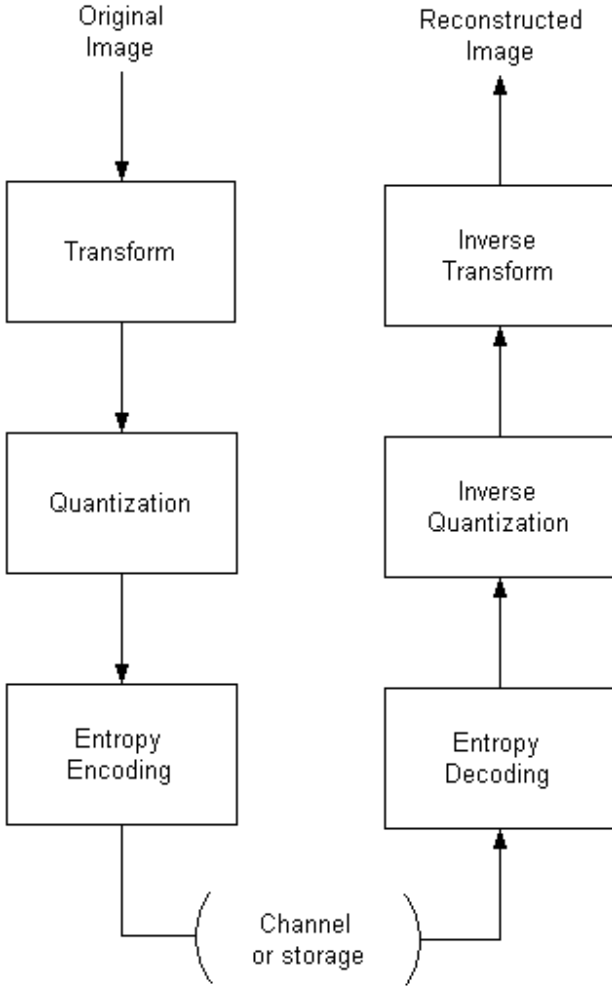 Original
Image
Transform
Quantization
Entropy
Encoding
Channel
or storage
Entropy
Decoding
Inverse
Quantization
Inverse
Transform
Reconstructed
Image